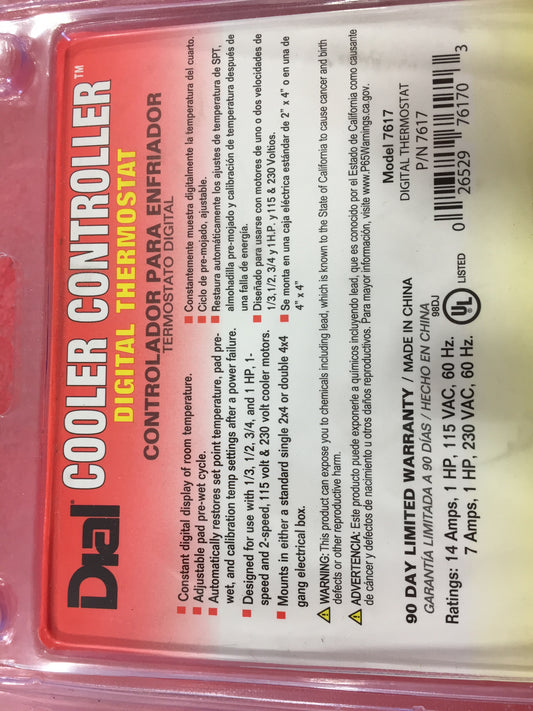 Dial® COOLER CONTROLLER™
DIGITAL THERMOSTAT
CONTROLADOR PARA ENFRIADOR
TERMOSTATO DIGITAL
Constant digital display of room temperature.
Adjustable pad pre-wet cycle.
Automatically restores set point temperature, pad pre-
wet, and calibration temp settings after a power failure.
Designed for use with 1/3, 1/2, 3/4, and 1 HP, 1-
speed and 2-speed, 115 volt & 230 volt cooler motors.
Mounts in either a standard single 2x4 or double 4x4
gang electrical box.
Constantemente muestra digitalmente la temperatura del cuarto.
Ciclo de pre-mojado, ajustable.
Restaura automáticamente los ajustes de temperatura de SPT,
almohadilla pre-mojado y calibración de temperatura después de
una falla de energía.
Diseñado para usarse con motores de uno o dos velocidades de
1/3, 1/2, 3/4 y 1 H.P. y 115 & 230 Voltios.
Se monta en una caja eléctrica estándar de 2" x 4" o en una de
4" x 4"
WARNING: This product can expose you to chemicals including lead, which is known to the State of California to cause cancer and birth
defects or other reproductive harm.
ADVERTENCIA: Este producto puede exponerle a químicos incluyendo lead, que es conocido por el Estado de California como causante
de cáncer y defectos de nacimiento u otros daños reproductivos. Para mayor información, visite www.P65Warnings.ca.gov.
90 DAY LIMITED WARRANTY / MADE IN CHINA
GARANTÍA LIMITADA A 90 DÍAS / HECHO EN CHINA
Ratings: 14 Amps, 1 HP, 115 VAC, 60 Hz.
7 Amps, 1 HP, 230 VAC, 60 Hz.
UL LISTED
98DJ
Model 7617
DIGITAL THERMOSTAT
P/N 7617
0 26529 76170 3